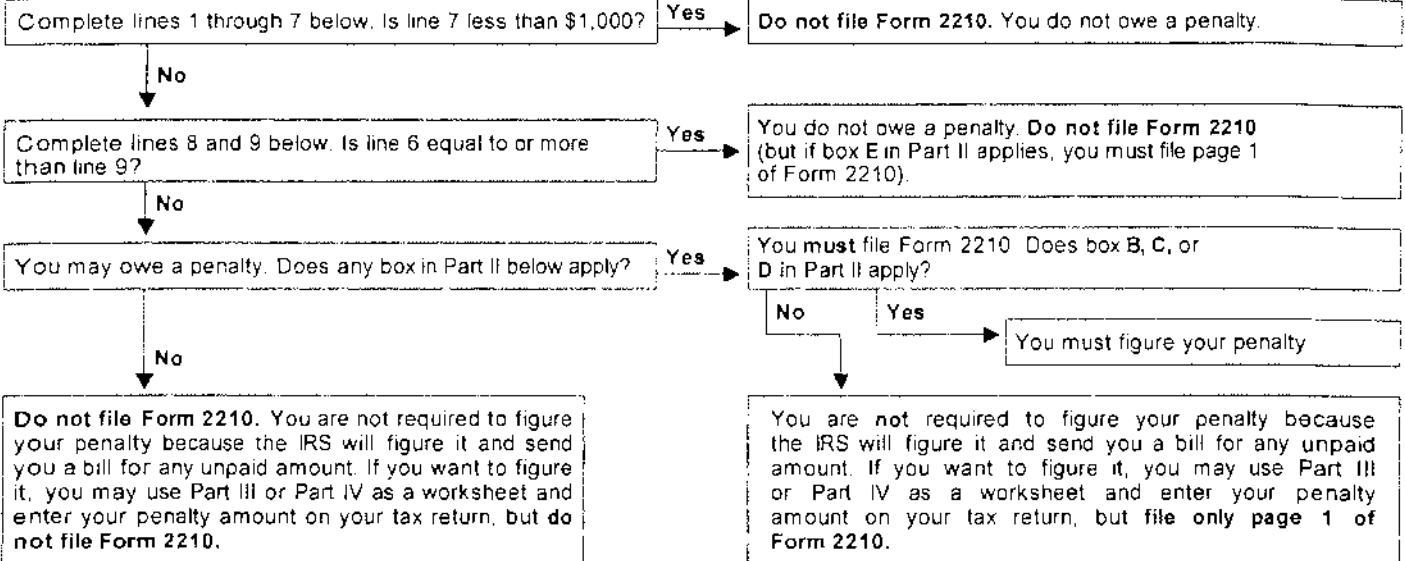 Complete lines 1 through 7 below. Is line 7 less than $1,000?
Yes
Do not file Form 2210. You do not owe a penalty.
No
Complete lines 8 and 9 below. Is line 6 equal to or more
than line 9?
Yes
You do not owe a penalty. Do not file Form 2210
(but if box E in Part II applies, you must file page 1
of Form 2210).
No
You may owe a penalty. Does any box in Part II below apply?
Yes
You must file Form 2210 Does box B, C, or
D in Part II apply?
No
Yes
You must figure your penalty
No
Do not file Form 2210. You are not required to figure
your penalty because the IRS will figure it and send
you a bill for any unpaid amount. If you want to figure
it, you may use Part III or Part IV as a worksheet and
enter your penalty amount on your tax return, but do
not file Form 2210.
You are not required to figure your penalty because
the IRS will figure it and send you a bill for any unpaid
amount. If you want to figure it, you may use Part III
or Part IV as a worksheet and enter your penalty
amount on your tax return, but file only page 1 of
Form 2210.